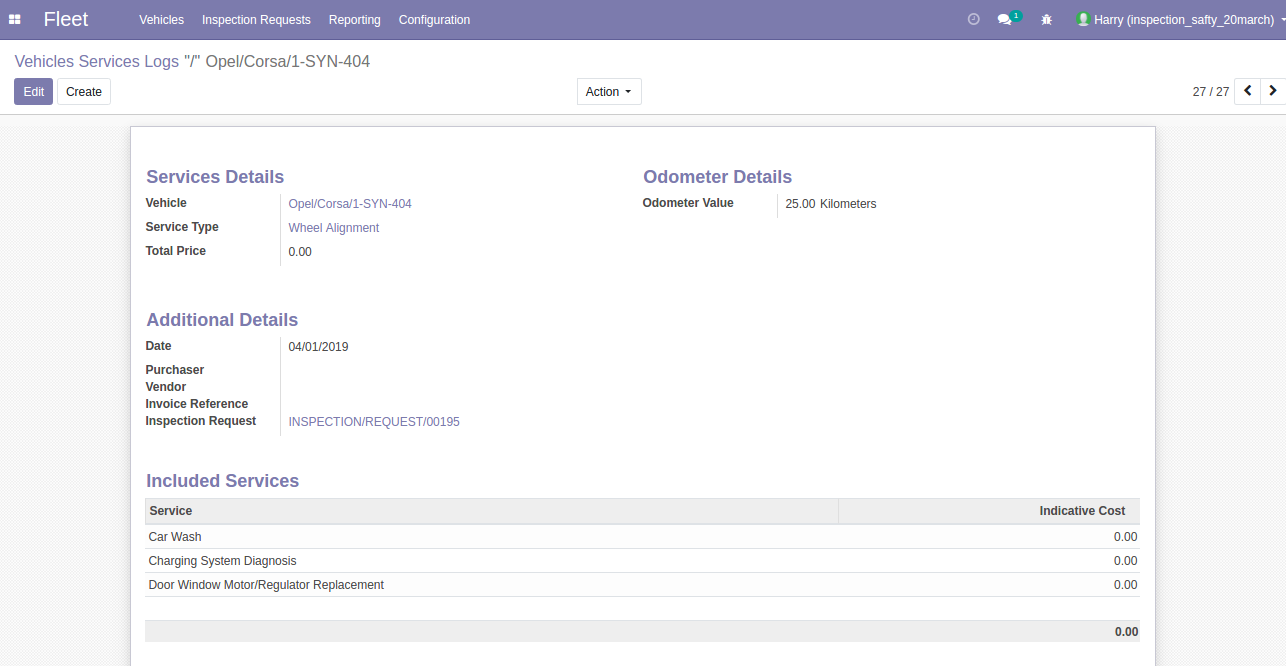 Fleet Vehicles Inspection Requests Reporting Configuration 1 Harry (inspection_safty_20march)
Vehicles Services Logs "/" Opel/Corsa/1-SYN-404
Edit Create Action 27 / 27
Services Details
Vehicle Opel/Corsa/1-SYN-404
Service Type Wheel Alignment
Total Price 0.00
Odometer Details
Odometer Value 25.00 Kilometers
Additional Details
Date 04/01/2019
Purchaser
Vendor
Invoice Reference
Inspection Request INSPECTION/REQUEST/00195
Included Services
Service Indicative Cost
Car Wash 0.00
Charging System Diagnosis 0.00
Door Window Motor/Regulator Replacement 0.00
0.00